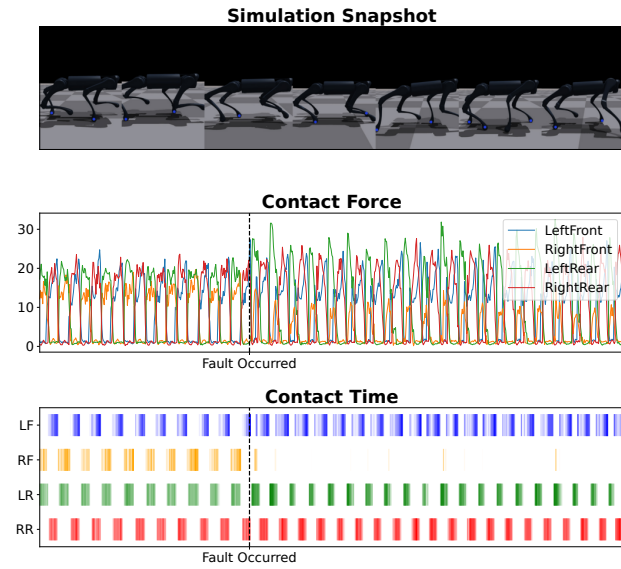 Simulation Snapshot
Contact Force
30
20
10
0
LeftFront
RightFront
LeftRear
RightRear
Fault Occurred
Contact Time
LF
RF
LR
RR
Fault Occurred